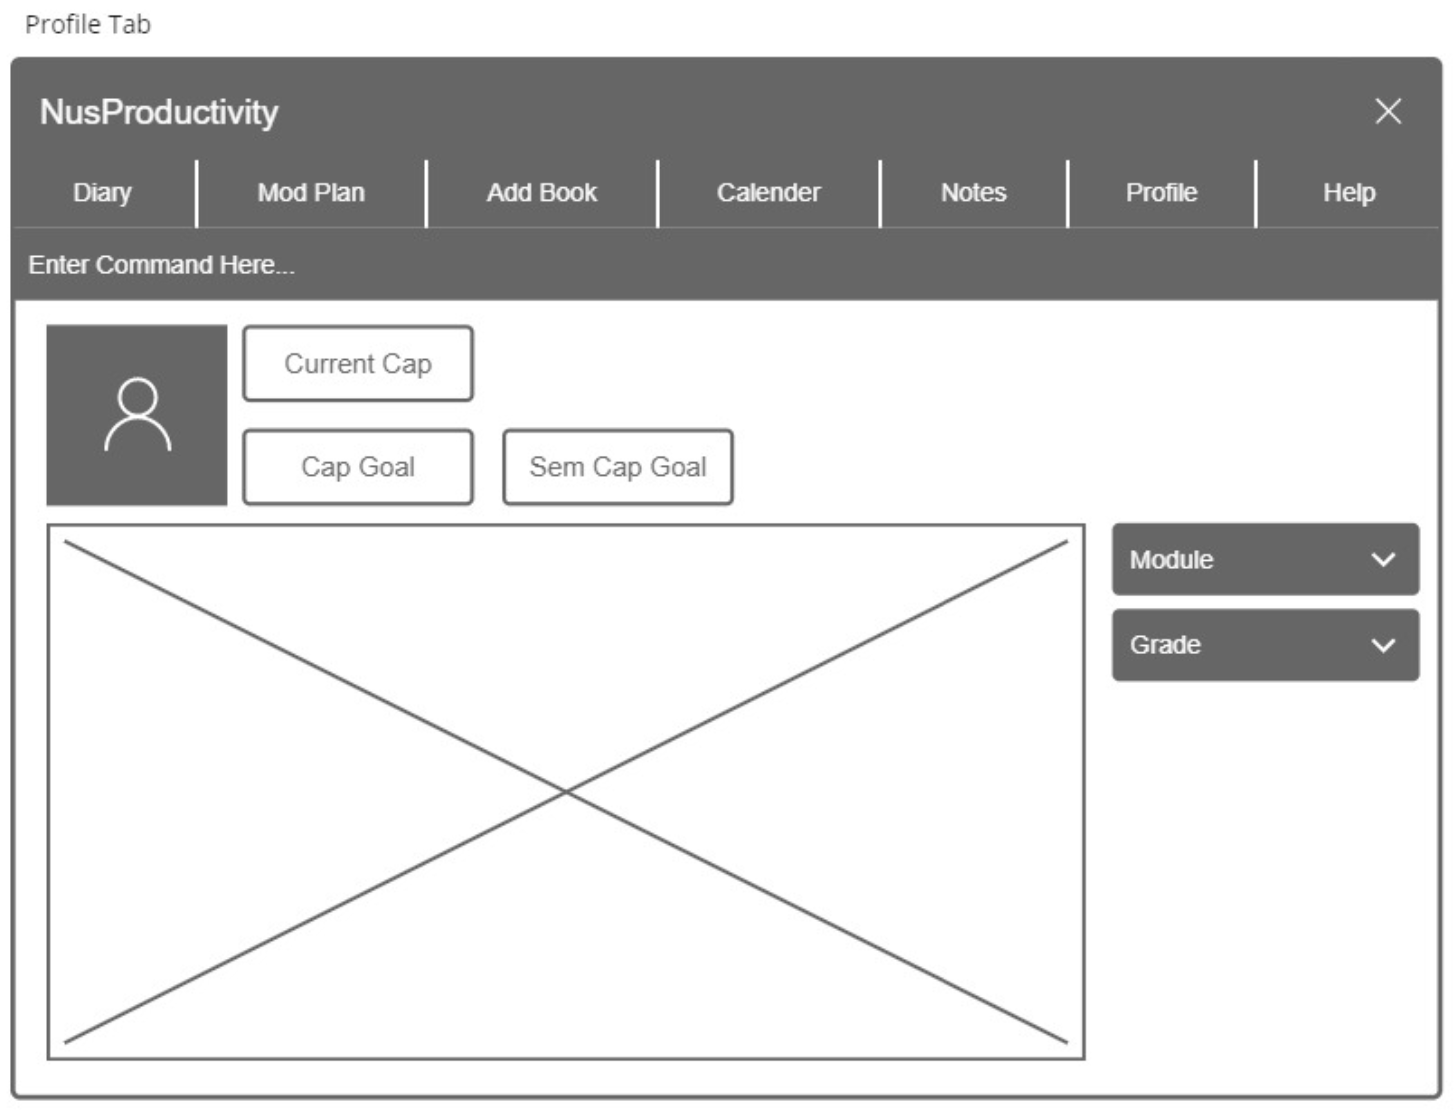 Profile Tab
NusProductivity
Diary Mod Plan Add Book Calender Notes Profile Help
Enter Command Here...
Current Cap
Cap Goal Sem Cap Goal
Module
Grade